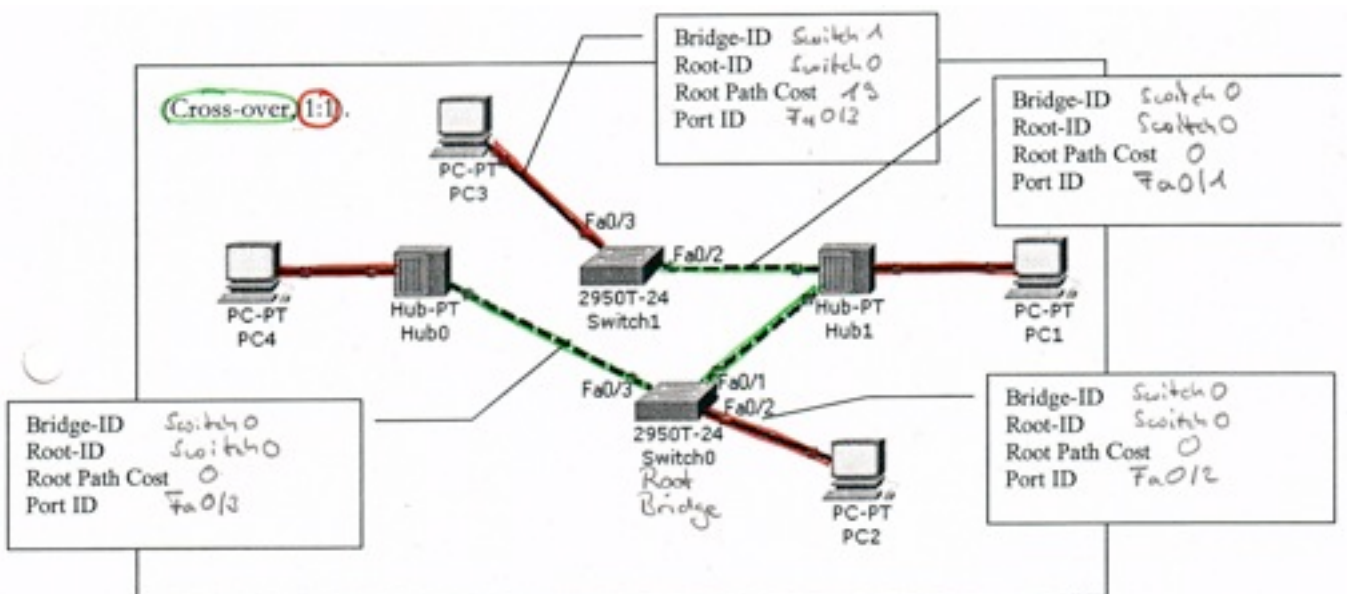 Bridge-ID Switch 1
Root-ID Switch 0
Root Path Cost 19
Port ID Fa0/3
Bridge-ID Switch 0
Root-ID Switch 0
Root Path Cost 0
Port ID Fa0/1
Cross-over, 1:1.
PC-PT
PC3
Fa0/3
Fa0/2
PC-PT
PC4
Hub-PT
Hub0
2950T-24
Switch1
Hub-PT
Hub1
PC-PT
PC1
Fa0/3
Fa0/1
Fa0/2
2950T-24
Switch0
Root
Bridge
PC-PT
PC2
Bridge-ID Switch 0
Root-ID Switch 0
Root Path Cost 0
Port ID Fa0/3
Bridge-ID Switch 0
Root-ID Switch 0
Root Path Cost 0
Port ID Fa0/2